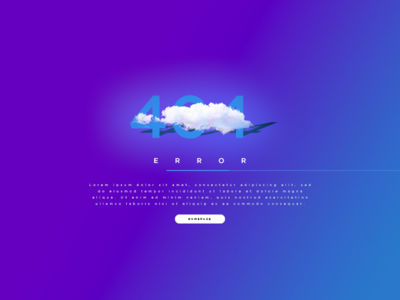 404
ERROR
Lorem ipsum dolor sit amet, consectetur adipiscing elit, sed
do eiusmod tempor incididunt ut labore et dolore magna
aliqua. Ut enim ad minim veniam, quis nostrud exercitation
ullamco laboris nisi ut aliquip ex ea commodo consequat.
HOMEPAGE